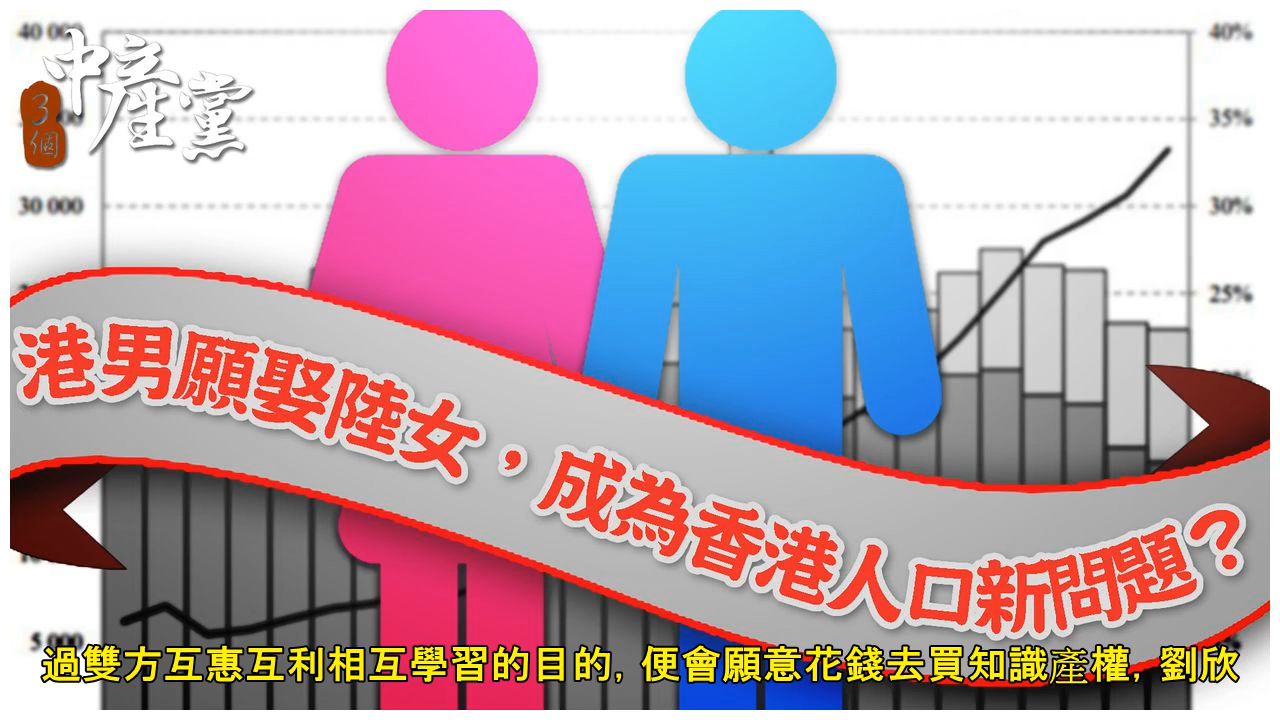 40 000
40%
中產黨
3個
35%
30 000
30%
25%
港男願娶陸女，成為香港人口新問題？
5 000
過雙方互惠互利相互學習的目的, 便會願意花錢去買知識產權, 劉欣